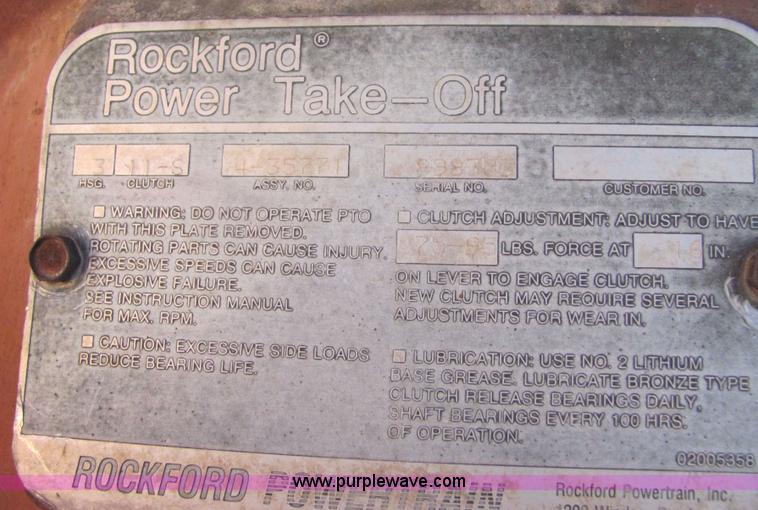 Rockford®
Power Take-Off
3 11-S
HSG. CLUTCH ASSY. NO. SERIAL NO. CUSTOMER NO.
WARNING: DO NOT OPERATE PTO
WITH THIS PLATE REMOVED.
ROTATING PARTS CAN CAUSE INJURY.
EXCESSIVE SPEEDS CAN CAUSE
EXPLOSIVE FAILURE.
SEE INSTRUCTION MANUAL
FOR MAX. RPM.
CAUTION: EXCESSIVE SIDE LOADS
REDUCE BEARING LIFE.
CLUTCH ADJUSTMENT: ADJUST TO HAVE
LBS. FORCE AT IN.
ON LEVER TO ENGAGE CLUTCH.
NEW CLUTCH MAY REQUIRE SEVERAL
ADJUSTMENTS FOR WEAR IN.
LUBRICATION: USE NO. 2 LITHIUM
BASE GREASE. LUBRICATE BRONZE TYPE
CLUTCH RELEASE BEARINGS DAILY,
SHAFT BEARINGS EVERY 100 HRS.
OF OPERATION.
02005358
ROCKFORD POWERTRAIN
Rockford Powertrain, Inc.
www.purplewave.com